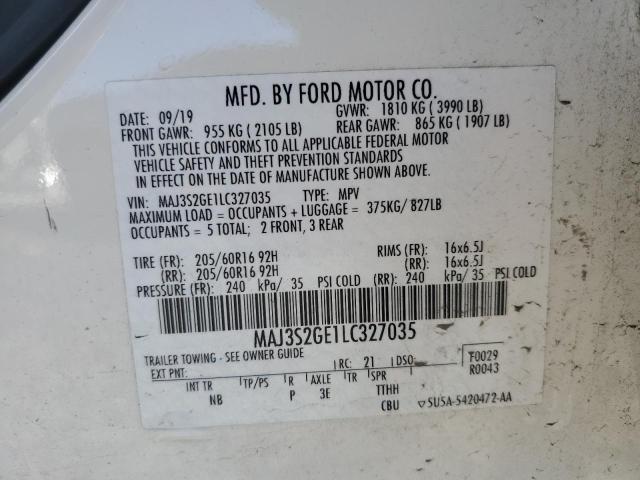 MFD. BY FORD MOTOR CO.
DATE: 09/19 GVWR: 1810 KG ( 3990 LB)
FRONT GAWR: 955 KG ( 2105 LB) REAR GAWR: 865 KG ( 1907 LB)
THIS VEHICLE CONFORMS TO ALL APPLICABLE FEDERAL MOTOR
VEHICLE SAFETY AND THEFT PREVENTION STANDARDS
IN EFFECT ON THE DATE OF MANUFACTURE SHOWN ABOVE.
VIN: MAJ3S2GE1LC327035 TYPE: MPV
MAXIMUM LOAD = OCCUPANTS + LUGGAGE = 375KG/ 827LB
OCCUPANTS = 5 TOTAL; 2 FRONT, 3 REAR
TIRE (FR): 205/60R16 92H RIMS (FR): 16x6.5J
(RR): 205/60R16 92H (RR): 16x6.5J
PRESSURE (FR): 240 kPa/ 35 PSI COLD (RR): 240 kPa/ 35 PSI COLD
MAJ3S2GE1LC327035
TRAILER TOWING - SEE OWNER GUIDE
EXT PNT: RC: 21 DSO: F0029
R0043
INT TR TP/PS R AXLE TR SPR
NB P 3E TTHH
CBU ▽SU5A-5420472-AA